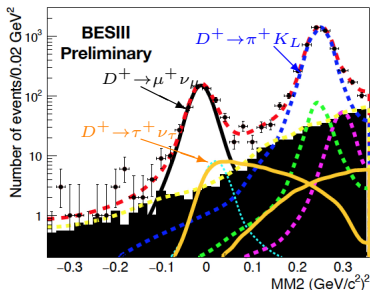 BESIII
Preliminary
D⁺→π⁺K_L
D⁺→μ⁺ν_μ
D⁺→τ⁺ν_τ
Number of events/0.02 GeV²
10³
10²
10
1
−0.3 −0.2 −0.1 0 0.1 0.2 0.3
MM2 (GeV/c²)²